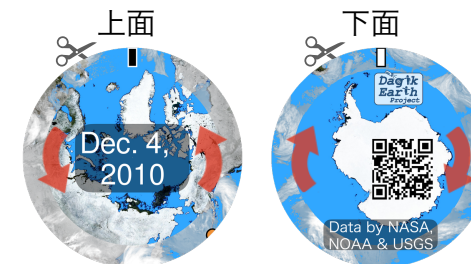 上面
下面
Dec. 4,
2010
Dagik
Earth
Project
Data by NASA,
NOAA & USGS